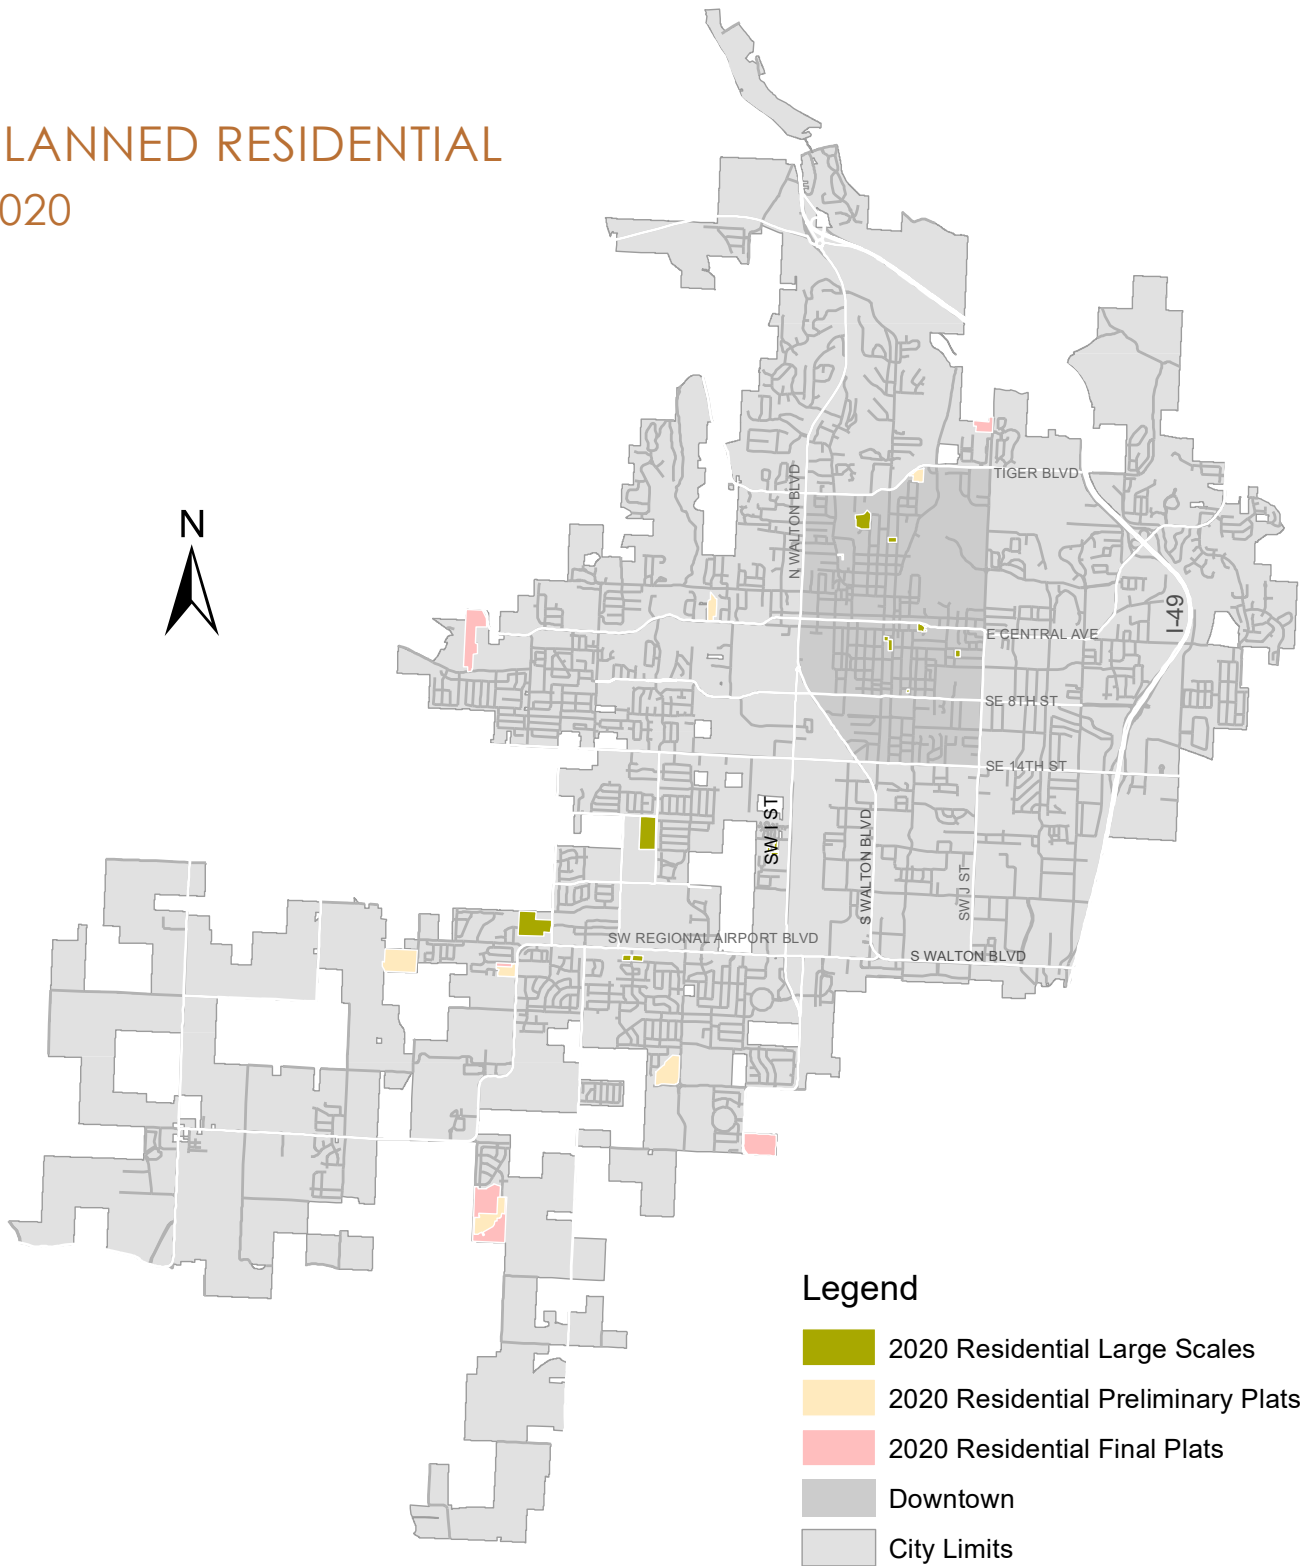 LANNED RESIDENTIAL
020
N
N WALTON BLVD
TIGER BLVD
I-49
E CENTRAL AVE
SE 8TH ST
SE 14TH ST
SW I ST
S WALTON BLVD
SW J ST
SW REGIONAL AIRPORT BLVD
S WALTON BLVD
Legend
2020 Residential Large Scales
2020 Residential Preliminary Plats
2020 Residential Final Plats
Downtown
City Limits